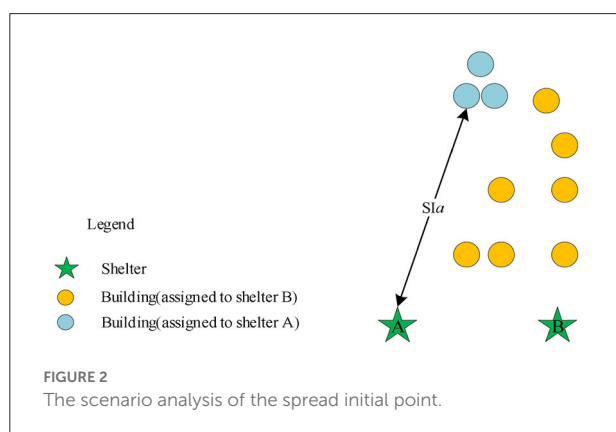 SIa
Legend
Shelter
Building(assigned to shelter B)
Building(assigned to shelter A)
A
B
FIGURE 2
The scenario analysis of the spread initial point.